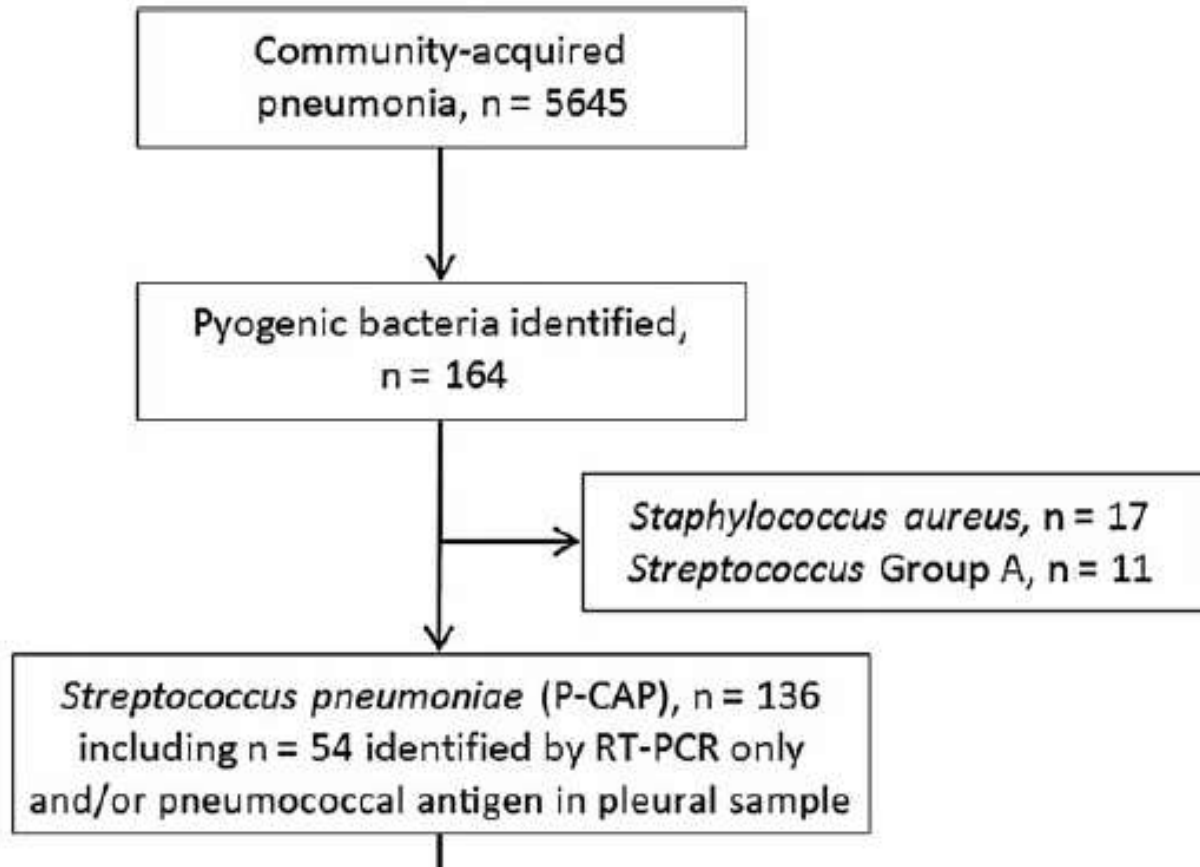 Community-acquired
pneumonia, n = 5645
Pyogenic bacteria identified,
n = 164
Staphylococcus aureus, n = 17
Streptococcus Group A, n = 11
Streptococcus pneumoniae (P-CAP), n = 136
including n = 54 identified by RT-PCR only
and/or pneumococcal antigen in pleural sample